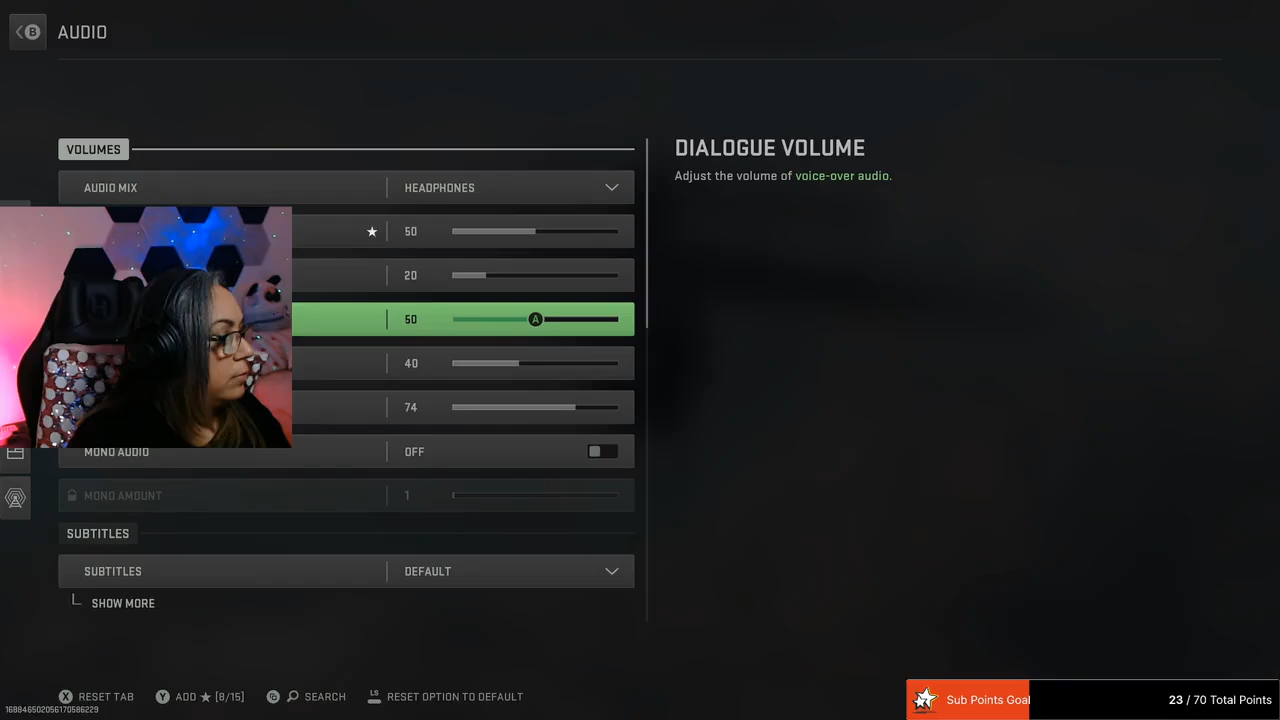 B AUDIO
VOLUMES
AUDIO MIX HEADPHONES
50
20
A 50
40
74
MONO AUDIO OFF
MONO AMOUNT 1
SUBTITLES
SUBTITLES DEFAULT
SHOW MORE
DIALOGUE VOLUME
Adjust the volume of voice-over audio.
X RESET TAB Y ADD ★ [8/15] SEARCH LS RESET OPTION TO DEFAULT
168846502056170586229
Sub Points Goal 23 / 70 Total Points